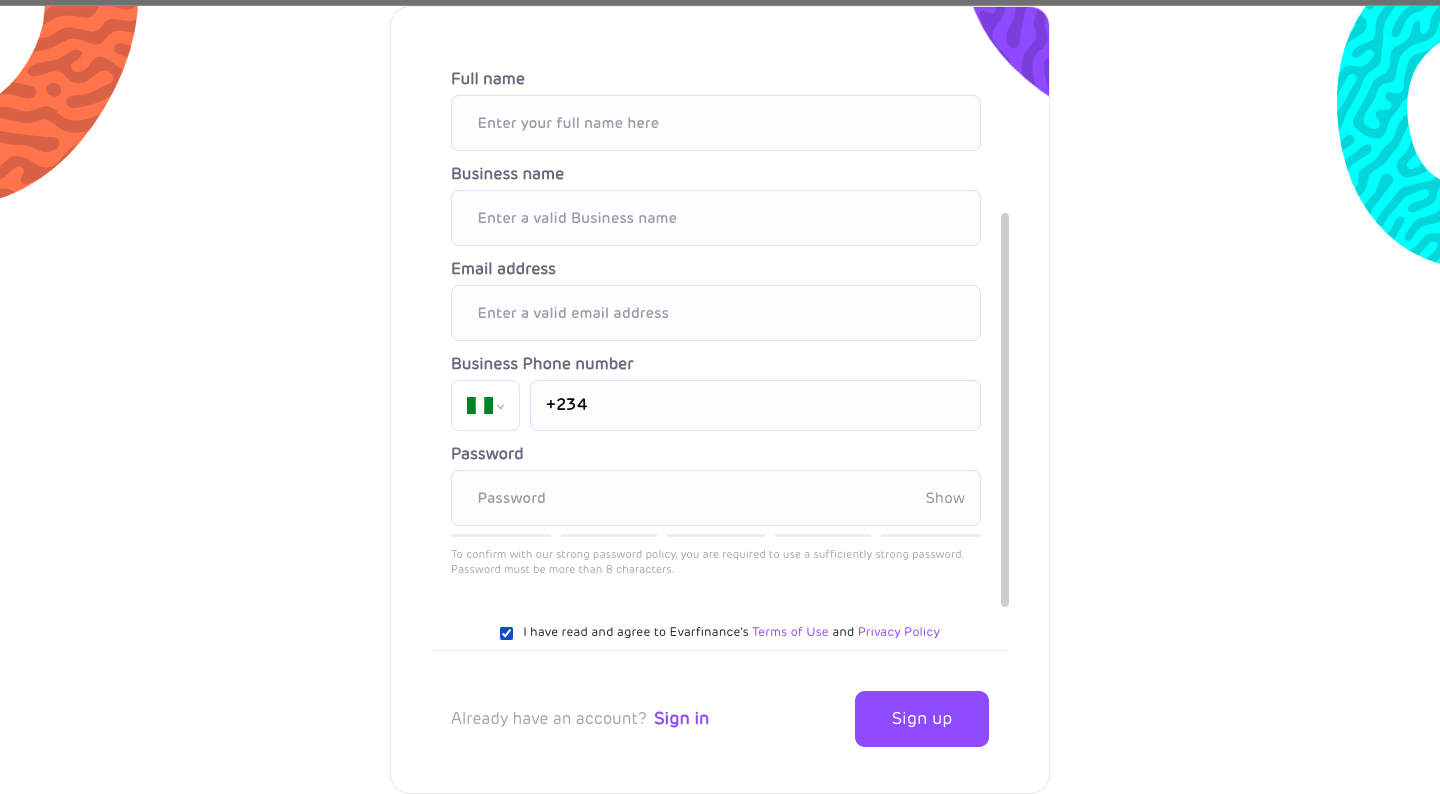 Full name
Enter your full name here
Business name
Enter a valid Business name
Email address
Enter a valid email address
Business Phone number
+234
Password
Password
Show
To confirm with our strong password policy, you are required to use a sufficiently strong password.
Password must be more than 8 characters.
I have read and agree to Evarfinance's Terms of Use and Privacy Policy
Already have an account? Sign in
Sign up